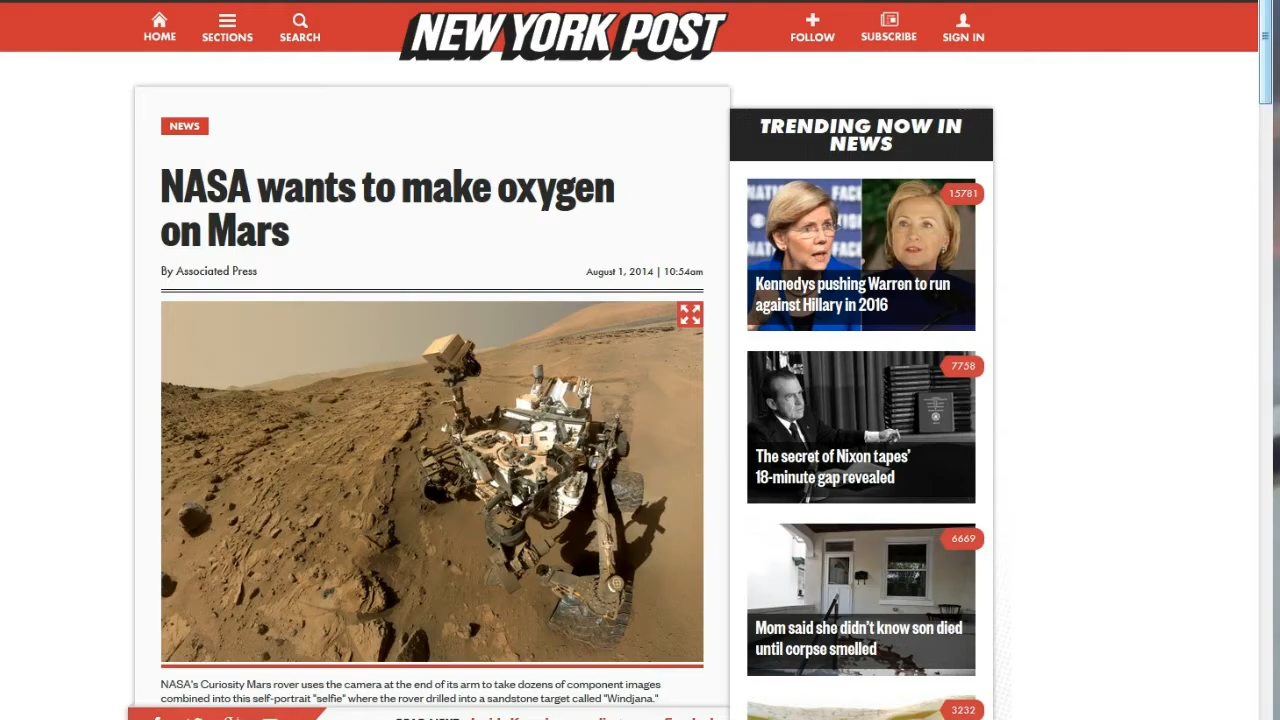 HOME
SECTIONS
SEARCH
NEW YORK POST
FOLLOW
SUBSCRIBE
SIGN IN
NEWS
NASA wants to make oxygen
on Mars
By Associated Press
August 1, 2014 | 10:54am
NASA's Curiosity Mars rover uses the camera at the end of its arm to take dozens of component images
combined into this self-portrait "selfie" where the rover drilled into a sandstone target called "Windjana."
TRENDING NOW IN
NEWS
15781
Kennedys pushing Warren to run
against Hillary in 2016
7758
The secret of Nixon tapes'
18-minute gap revealed
6669
Mom said she didn't know son died
until corpse smelled
3232